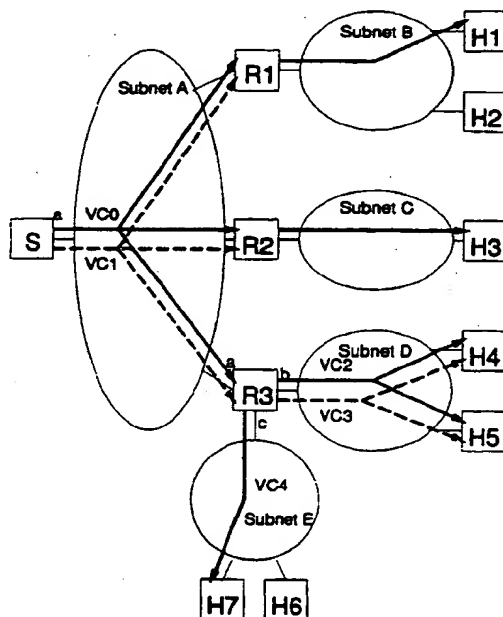 Subnet B
H1
Subnet A
R1
H2
a
VC0
Subnet C
S
R2
H3
VC1
a
b
Subnet D
H4
VC2
R3
VC3
c
H5
VC4
Subnet E
H7
H6